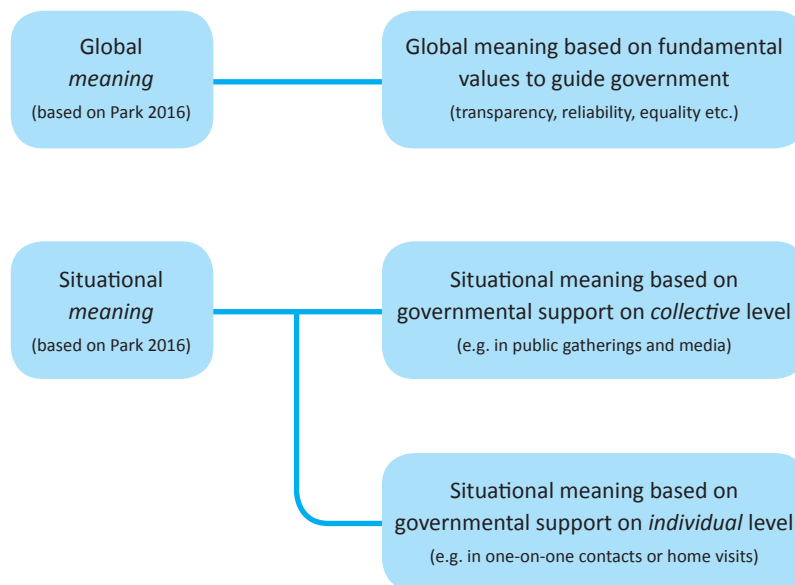 Global
meaning
(based on Park 2016)
Global meaning based on fundamental
values to guide government
(transparency, reliability, equality etc.)
Situational
meaning
(based on Park 2016)
Situational meaning based on
governmental support on collective level
(e.g. in public gatherings and media)
Situational meaning based on
governmental support on individual level
(e.g. in one-on-one contacts or home visits)